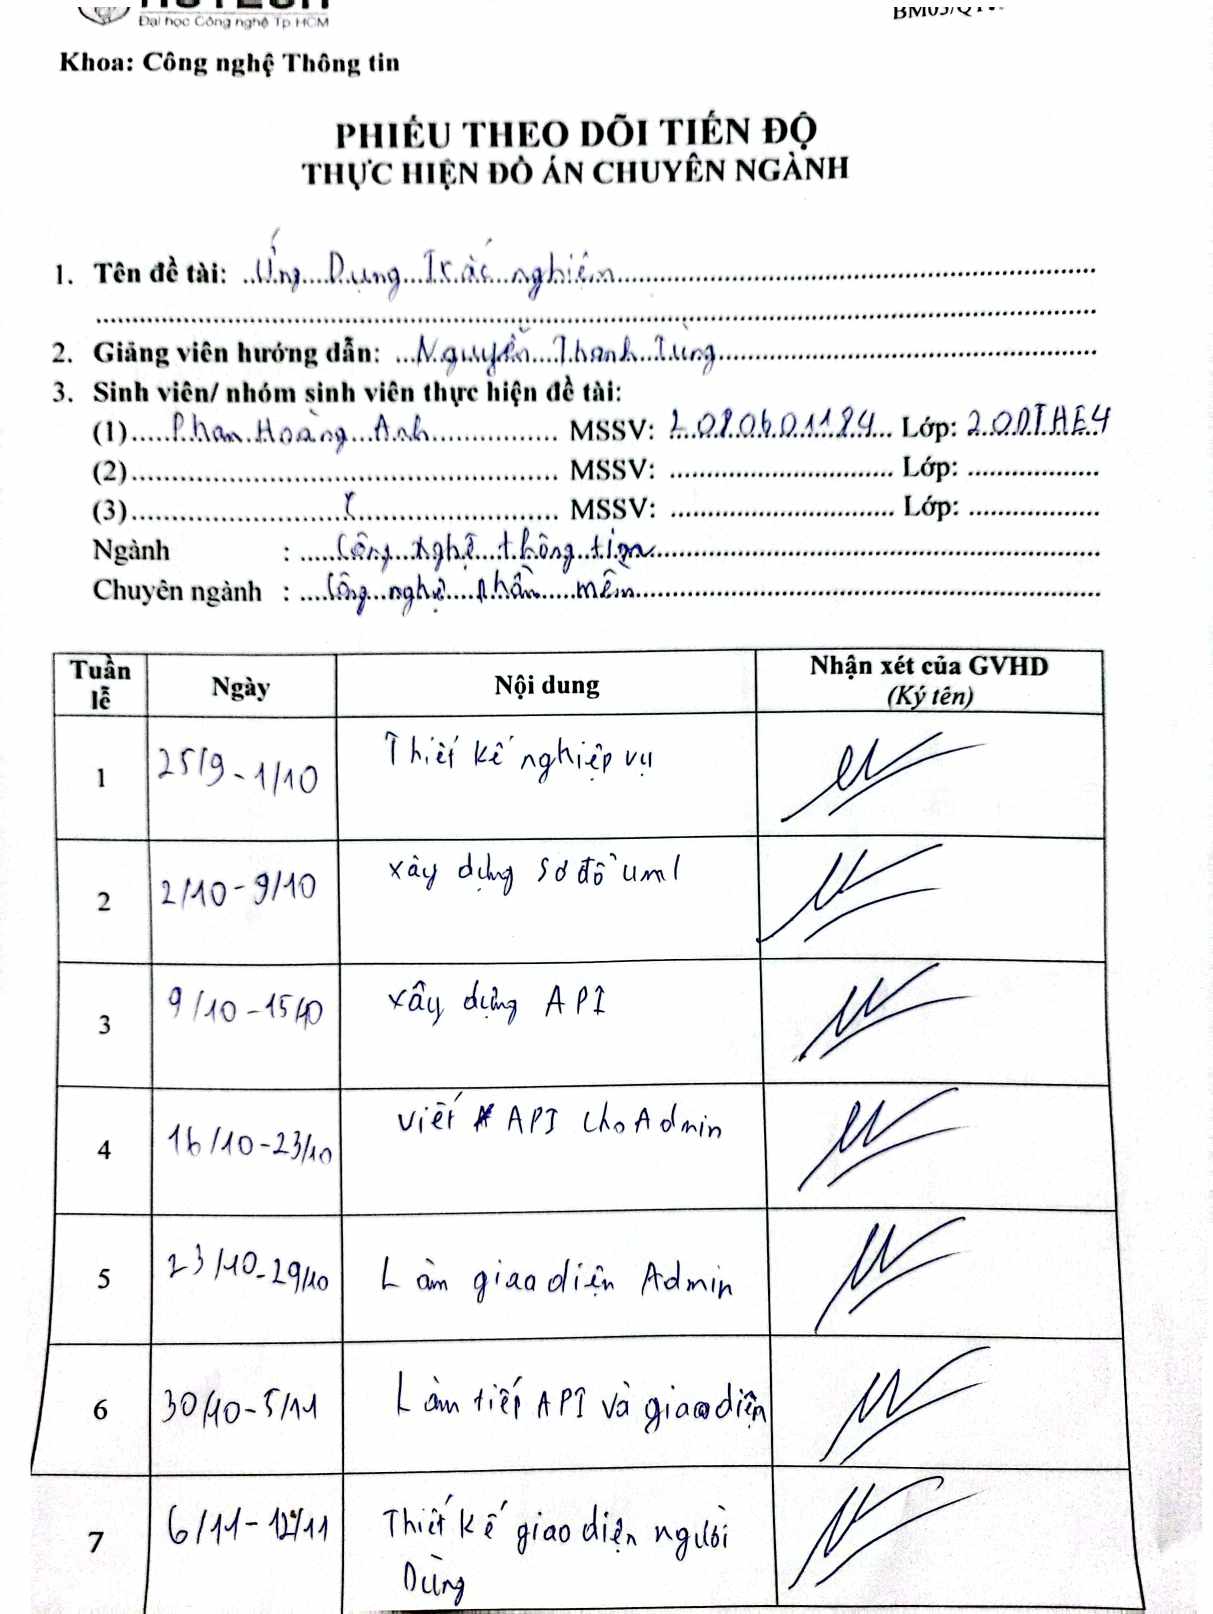 HUTECH
Đại học Công nghệ Tp HCM
Khoa: Công nghệ Thông tin
PHIẾU THEO DÕI TIẾN ĐỘ
THỰC HIỆN ĐỒ ÁN CHUYÊN NGÀNH
1. Tên đề tài: Ứng Dụng Trắc nghiệm
2. Giảng viên hướng dẫn: Nguyễn Thanh Tùng
3. Sinh viên/ nhóm sinh viên thực hiện đề tài:
(1) Phan Hoàng Anh MSSV: 2080601184 Lớp: 20DTHE4
(2) MSSV: Lớp:
(3) MSSV: Lớp:
Ngành : Công nghệ thông tin
Chuyên ngành : Công nghệ phần mềm
Tuần lễ Ngày Nội dung Nhận xét của GVHD
(Ký tên)
1 25/9 - 1/10 Thiết kế nghiệp vụ
2 2/10 - 9/10 xây dựng sơ đồ uml
3 9/10 - 15/10 xây dựng API
4 16/10 - 23/10 viết API cho Admin
5 23/10 - 29/10 Làm giao diện Admin
6 30/10 - 5/11 Làm tiếp API và giao diện
7 6/11 - 12/11 Thiết kế giao diện người
Dùng